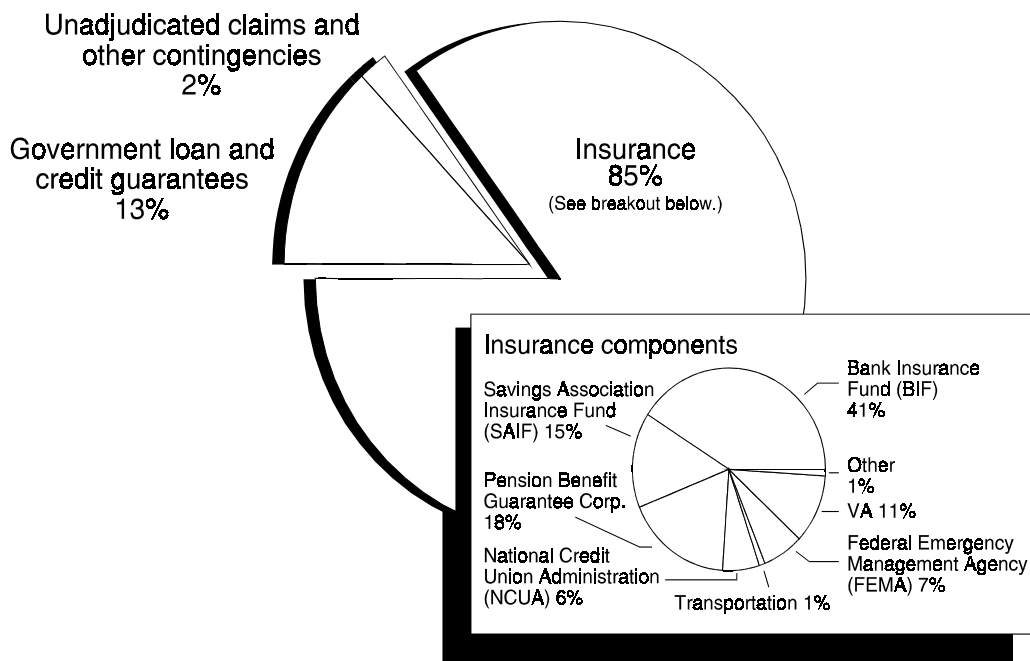 Unadjudicated claims and
other contingencies
2%
Government loan and
credit guarantees
13%
Insurance
85%
(See breakout below.)
Insurance components
Savings Association
Insurance Fund
(SAIF) 15%
Pension Benefit
Guarantee Corp.
18%
National Credit
Union Administration
(NCUA) 6%
Transportation 1%
Bank Insurance
Fund (BIF)
41%
Other
1%
VA 11%
Federal Emergency
Management Agency
(FEMA) 7%